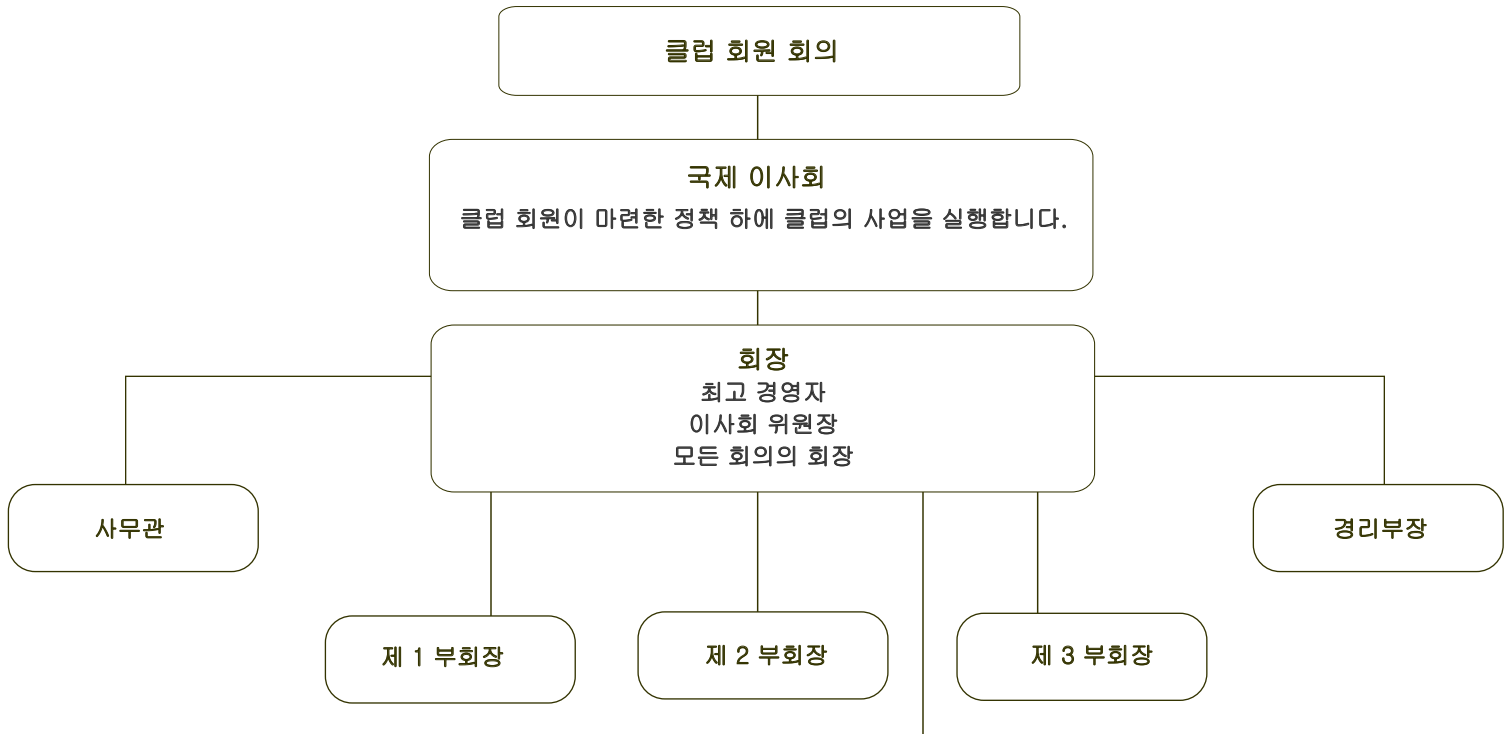 클럽 회원 회의
국제 이사회
클럽 회원이 마련한 정책 하에 클럽의 사업을 실행합니다.
회장
최고 경영자
이사회 위원장
모든 회의의 회장
사무관
경리부장
제 1 부회장
제 2 부회장
제 3 부회장